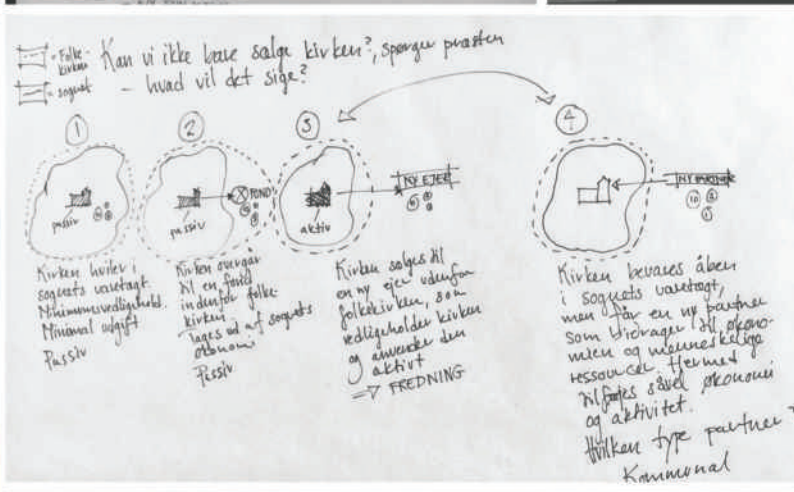 = Folke-
kirken
= sognet
Kan vi ikke bare sælge kirken?, spørger præsten
- hvad vil det sige?
1
passiv
Kirken hviler i
sognets varetægt.
Minimumsvedligehold.
Minimal udgift
Passiv
2
passiv
FOND
Kirken overgår
til en fond
indenfor folke-
kirken
Tages ud af sognets
økonomi
Passiv
3
aktiv
NY EJER
Kirken sælges til
en ny ejer udenfor
folkekirken, som
vedligeholder kirken
og anvender den
aktivt
=> FREDNING
4
NY PARTNER
10
Kirken bevares åben
i sognets varetægt,
men får en ny partner
som bidrager til økono-
mien og menneskelige
ressourcer. Hermed
tilføjes såvel økonomi
og aktivitet.
Hvilken type partner?
Kommunal